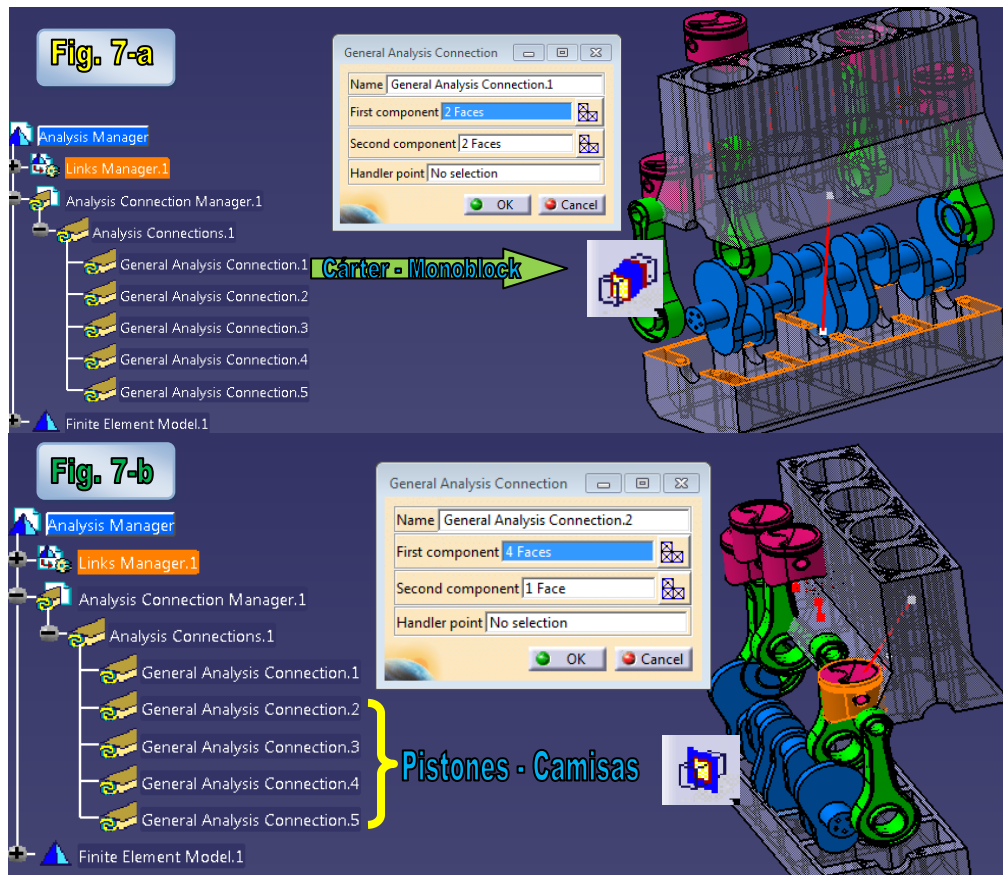 Fig. 7-a
General Analysis Connection
Name General Analysis Connection.1
First component 2 Faces
Second component 2 Faces
Handler point No selection
OK Cancel
Analysis Manager
Links Manager.1
Analysis Connection Manager.1
Analysis Connections.1
General Analysis Connection.1
General Analysis Connection.2
General Analysis Connection.3
General Analysis Connection.4
General Analysis Connection.5
Finite Element Model.1
Cárter - Monoblock
Fig. 7-b
General Analysis Connection
Name General Analysis Connection.2
First component 4 Faces
Second component 1 Face
Handler point No selection
OK Cancel
Analysis Manager
Links Manager.1
Analysis Connection Manager.1
Analysis Connections.1
General Analysis Connection.1
General Analysis Connection.2
General Analysis Connection.3
General Analysis Connection.4
General Analysis Connection.5
Finite Element Model.1
Pistones - Camisas